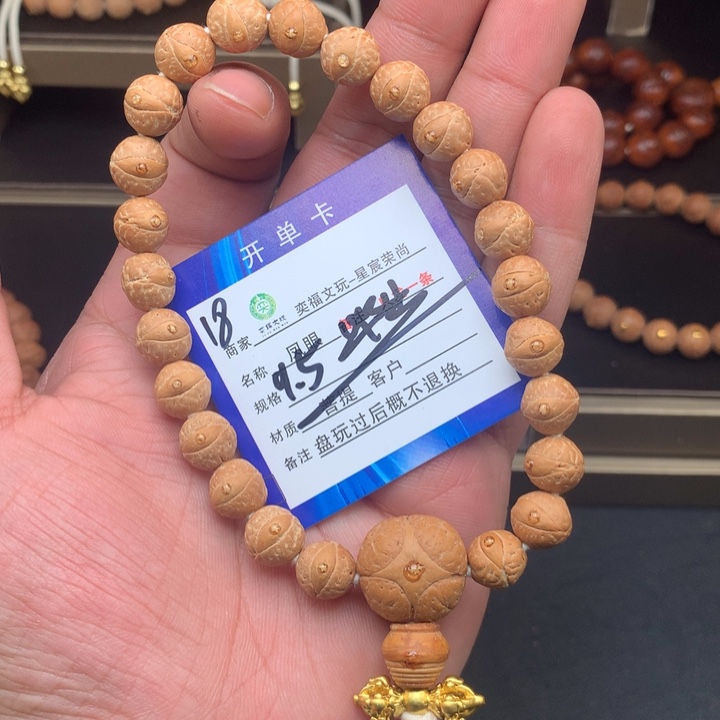 开单卡
18
奕福文玩-星宸荣尚
商家
一条
名称 凤眼
规格 9.5
材质 菩提 客户
备注 盘玩过后概不退换